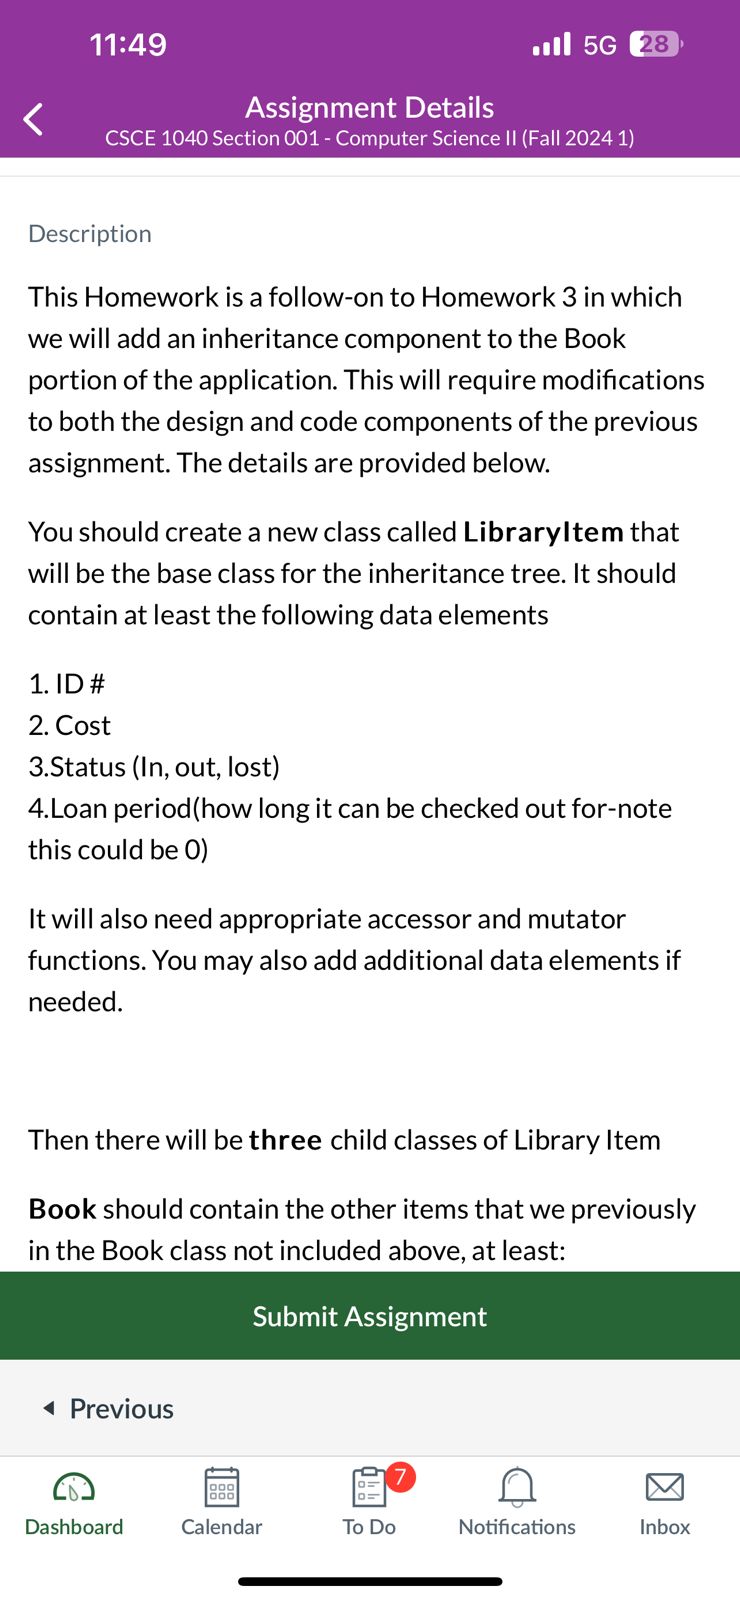 11:49
5G 28
Assignment Details
CSCE 1040 Section 001 - Computer Science II (Fall 2024 1)
Description
This Homework is a follow-on to Homework 3 in which
we will add an inheritance component to the Book
portion of the application. This will require modifications
to both the design and code components of the previous
assignment. The details are provided below.
You should create a new class called LibraryItem that
will be the base class for the inheritance tree. It should
contain at least the following data elements
1. ID #
2. Cost
3.Status (In, out, lost)
4.Loan period(how long it can be checked out for-note
this could be 0)
It will also need appropriate accessor and mutator
functions. You may also add additional data elements if
needed.
Then there will be three child classes of Library Item
Book should contain the other items that we previously
in the Book class not included above, at least:
Submit Assignment
Previous
7
Dashboard Calendar To Do Notifications Inbox